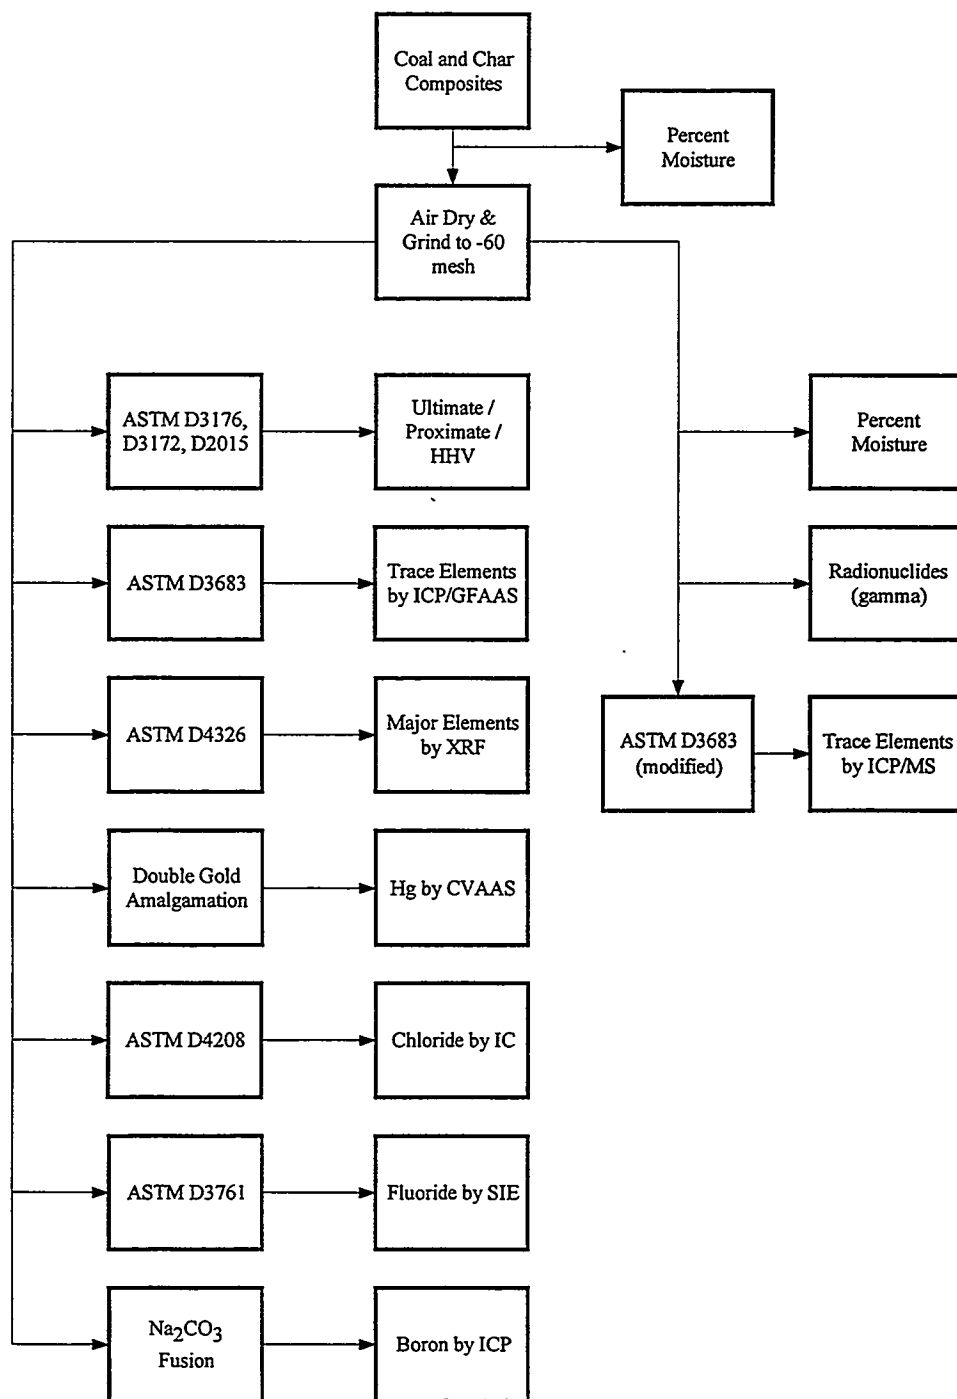 Coal and Char
Composites
Percent
Moisture
Air Dry &
Grind to -60
mesh
ASTM D3176,
D3172, D2015
Ultimate /
Proximate /
HHV
Percent
Moisture
ASTM D3683
Trace Elements
by ICP/GFAAS
Radionuclides
(gamma)
ASTM D4326
Major Elements
by XRF
ASTM D3683
(modified)
Trace Elements
by ICP/MS
Double Gold
Amalgamation
Hg by CVAAS
ASTM D4208
Chloride by IC
ASTM D3761
Fluoride by SIE
Na2CO3
Fusion
Boron by ICP